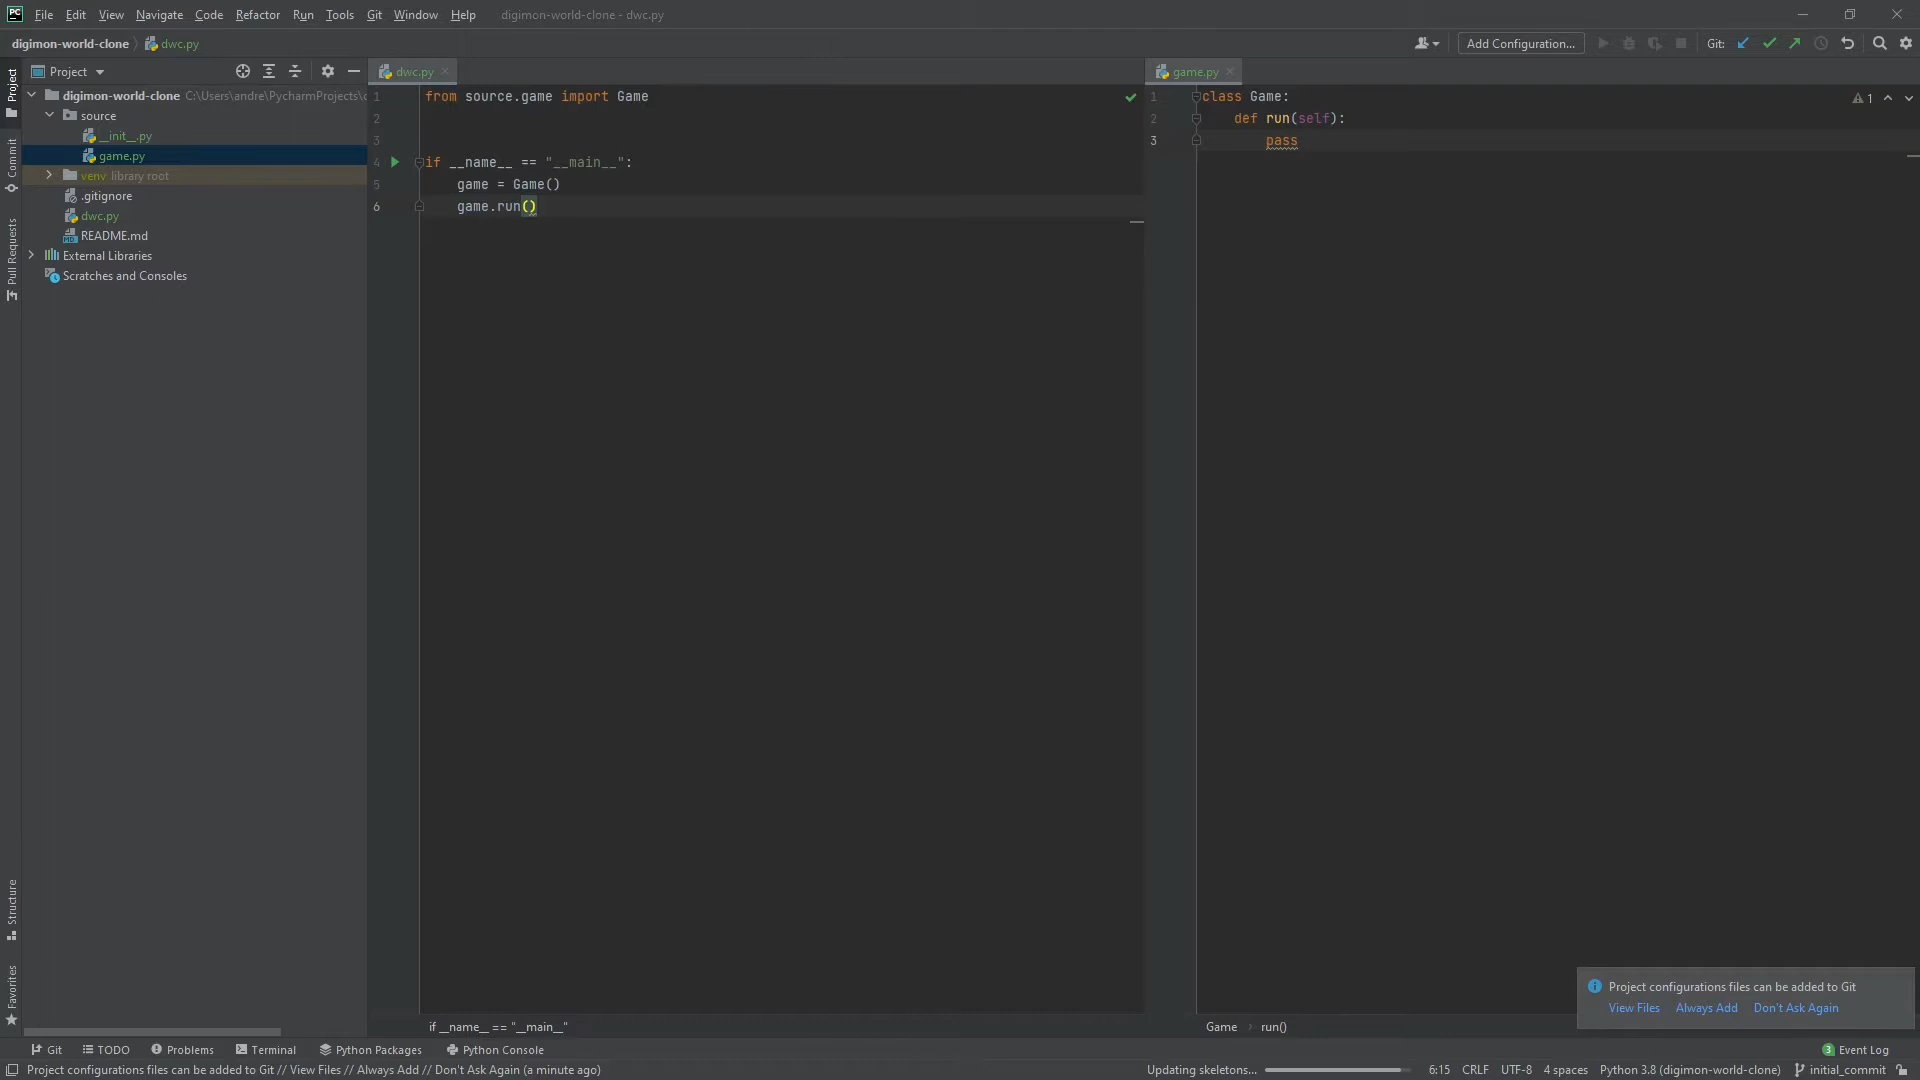 PC File Edit View Navigate Code Refactor Run Tools Git Window Help digimon-world-clone - dwc.py
digimon-world-clone dwc.py Add Configuration... Git:
Project dwc.py game.py
digimon-world-clone C:\Users\andre\PycharmProjects\
source
__init__.py
game.py
venv library root
.gitignore
dwc.py
README.md
External Libraries
Scratches and Consoles
Project
Commit
Pull Requests
Structure
Favorites
1 from source.game import Game
2
3
4 if __name__ == "__main__":
5 game = Game()
6 game.run()
1 class Game:
2 def run(self):
3 pass
1
if __name__ == "__main__"
Game run()
Project configurations files can be added to Git
View Files Always Add Don't Ask Again
Git TODO Problems Terminal Python Packages Python Console 3 Event Log
Project configurations files can be added to Git // View Files // Always Add // Don't Ask Again (a minute ago) Updating skeletons... 6:15 CRLF UTF-8 4 spaces Python 3.8 (digimon-world-clone) initial_commit